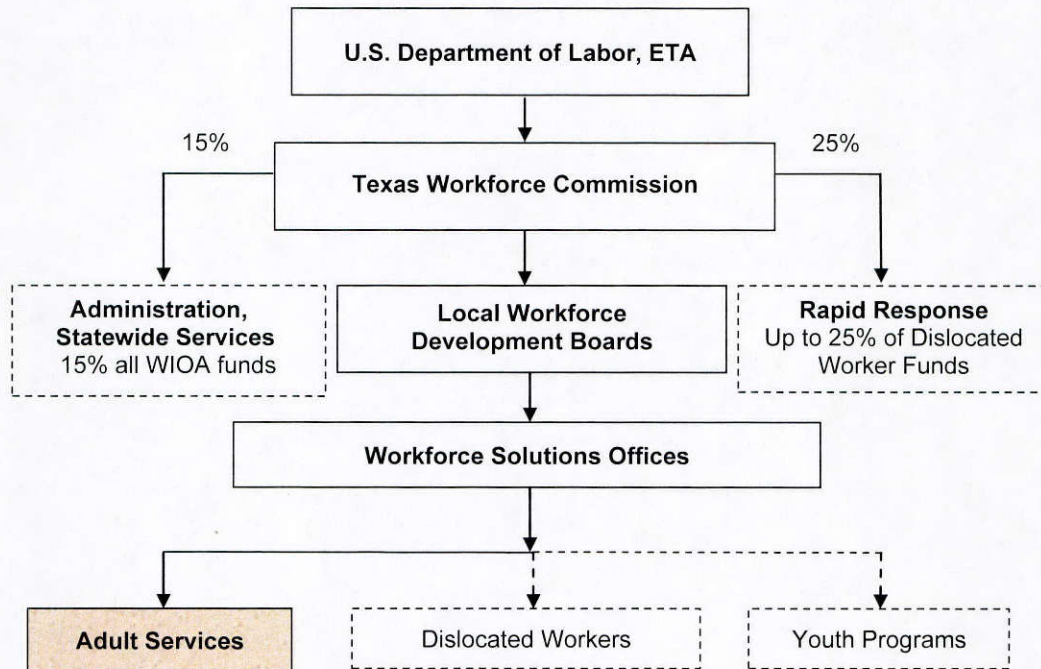 U.S. Department of Labor, ETA
15%
25%
Texas Workforce Commission
Administration,
Statewide Services
15% all WIOA funds
Local Workforce
Development Boards
Rapid Response
Up to 25% of Dislocated
Worker Funds
Workforce Solutions Offices
Adult Services
Dislocated Workers
Youth Programs